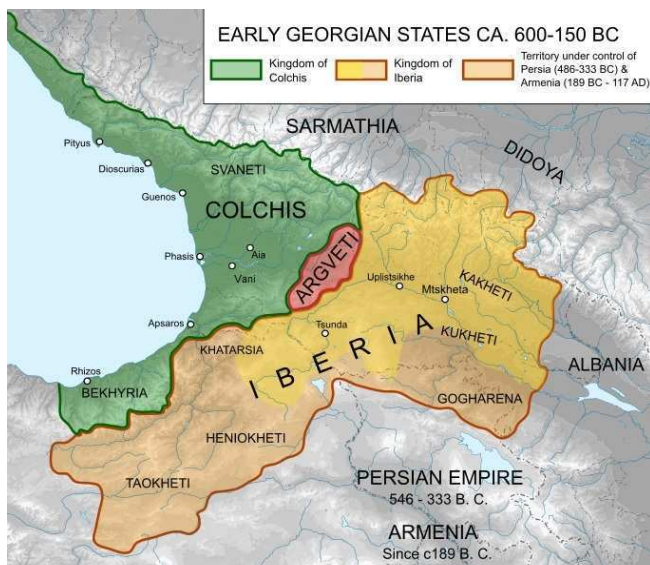 EARLY GEORGIAN STATES CA. 600-150 BC
Kingdom of
Colchis
Kingdom of
Iberia
Territory under control of
Persia (486-333 BC) &
Armenia (189 BC - 117 AD)
SARMATHIA
DIDOYA
Pityus
Dioscurias
SVANETI
Guenos
COLCHIS
Phasis
Aia
Vani
ARGVETI
Uplistsikhe
KAKHETI
Mtskheta
Apsaros
Tsunda
KUKHETI
KHATARSIA
IBERIA
ALBANIA
Rhizos
BEKHYRIA
GOGHARENA
HENIOKHETI
TAOKHETI
PERSIAN EMPIRE
546 - 333 B. C.
ARMENIA
Since c189 B. C.